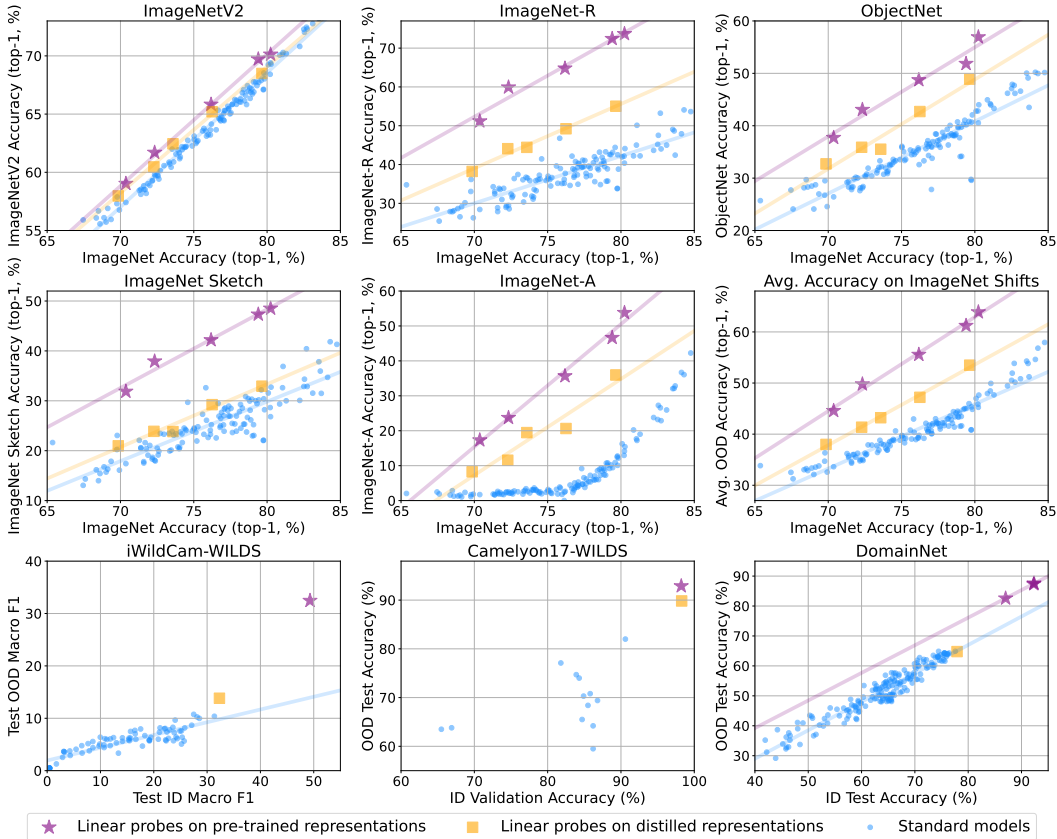 ImageNetV2
ImageNetV2 Accuracy (top-1, %)
70
65
60
55
65 70 75 80 85
ImageNet Accuracy (top-1, %)
ImageNet-R
ImageNet-R Accuracy (top-1, %)
70
60
50
40
30
65 70 75 80 85
ImageNet Accuracy (top-1, %)
ObjectNet
ObjectNet Accuracy (top-1, %)
60
50
40
30
20
65 70 75 80 85
ImageNet Accuracy (top-1, %)
ImageNet Sketch
ImageNet Sketch Accuracy (top-1, %)
50
40
30
20
10
65 70 75 80 85
ImageNet Accuracy (top-1, %)
ImageNet-A
ImageNet-A Accuracy (top-1, %)
60
50
40
30
20
10
0
65 70 75 80 85
ImageNet Accuracy (top-1, %)
Avg. Accuracy on ImageNet Shifts
Avg. OOD Accuracy (top-1, %)
60
50
40
30
65 70 75 80 85
ImageNet Accuracy (top-1, %)
iWildCam-WILDS
Test OOD Macro F1
40
30
20
10
0
0 10 20 30 40 50
Test ID Macro F1
Camelyon17-WILDS
OOD Test Accuracy (%)
90
80
70
60
60 70 80 90 100
ID Validation Accuracy (%)
DomainNet
OOD Test Accuracy (%)
90
80
70
60
50
40
30
40 50 60 70 80 90
ID Test Accuracy (%)
Linear probes on pre-trained representations
Linear probes on distilled representations
Standard models